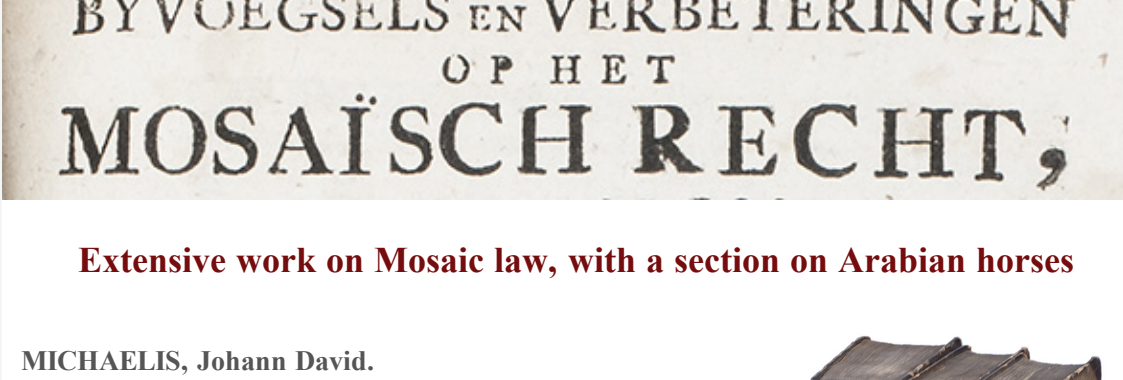 BYVOEGSELS EN VERBETERINGEN
OP HET
MOSAÏSCH RECHT,
Extensive work on Mosaic law, with a section on Arabian horses
MICHAELIS, Johann David.